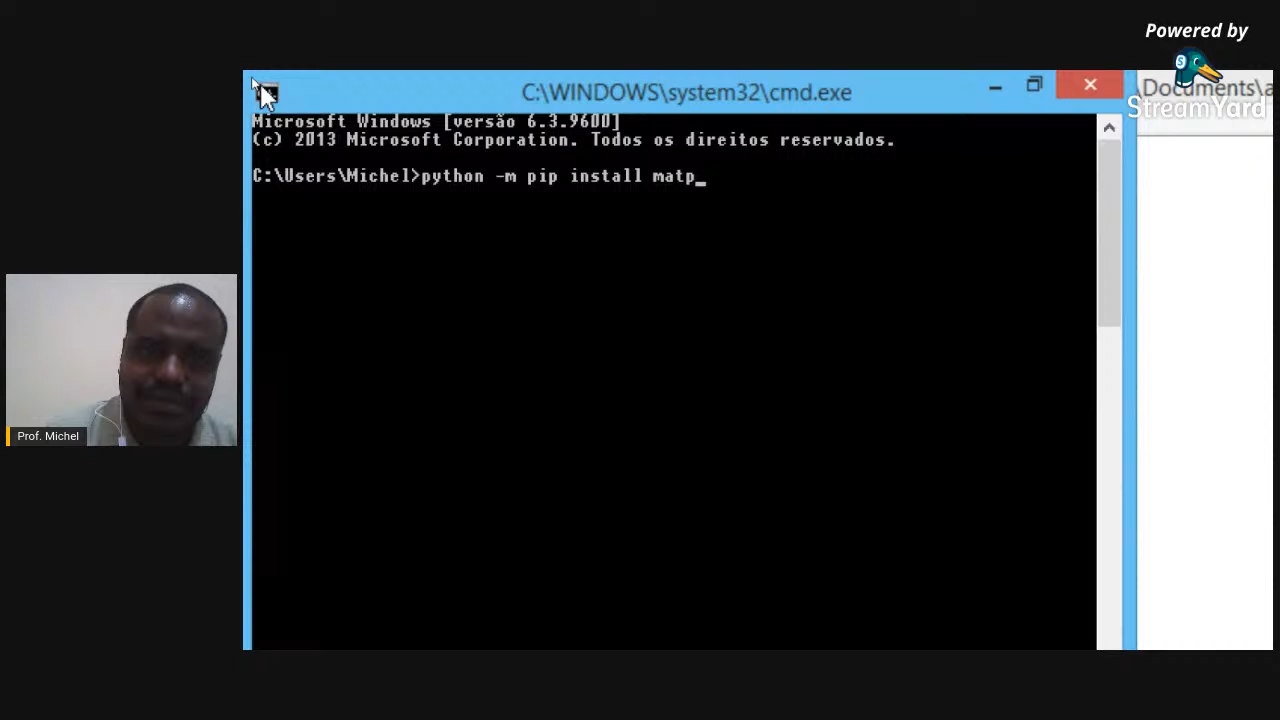 Powered by
StreamYard
C:\WINDOWS\system32\cmd.exe
\Documents\a
Microsoft Windows [versão 6.3.9600]
(c) 2013 Microsoft Corporation. Todos os direitos reservados.
C:\Users\Michel>python -m pip install matp_
Prof. Michel